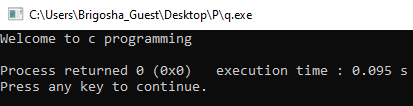 C:\Users\Brigosha_Guest\Desktop\P\q.exe
Welcome to c programming
Process returned 0 (0x0)   execution time : 0.095 s
Press any key to continue.